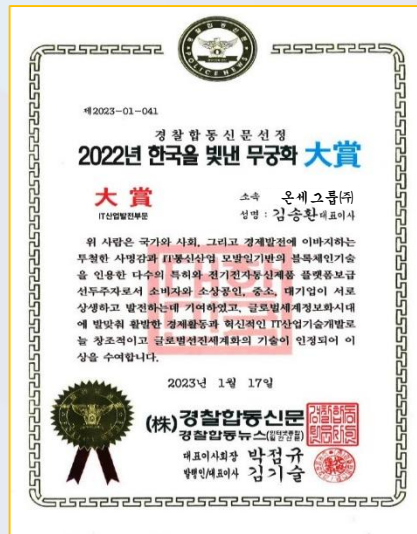 POLICE NEWS
제2023-01-041
경찰합동신문선정
2022년 한국을 빛낸 무궁화 大賞
大賞
IT산업발전부문
소속 온세그룹(주)
성명 : 김송환대표이사
위 사람은 국가와 사회, 그리고 경제발전에 이바지하는
투철한 사명감과 IT통신산업 모방일기반의 블록체인기술
을 인용한 다수의 특허와 전기전자통신제품 플랫폼보급
선두주자로서 소비자와 소상공인, 중소, 대기업이 서로
상생하고 발전하는데 기여하였고, 글로벌세계정보화시대
에 발맞춰 활발한 경제활동과 혁신적인 IT산업기술개발로
늘 창조적이고 글로벌선진세계화의 기술이 인정되어 이
상을 수여합니다.
2023년 1월 17일
(株) 경찰합동신문
경찰합동뉴스
대표이사회장 박점규
발행인/대표이사 김기술